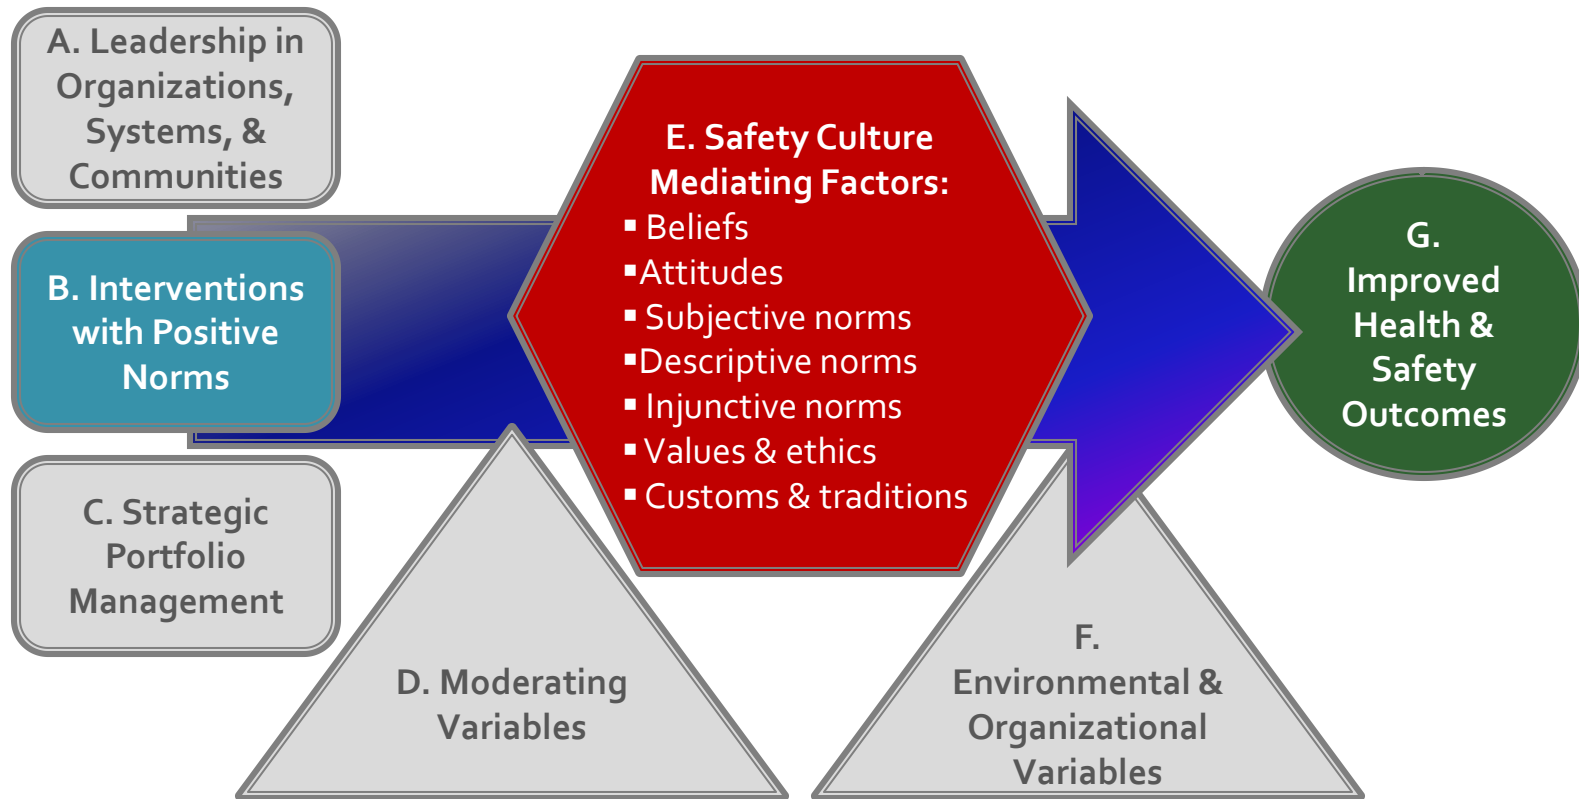 A. Leadership in
Organizations,
Systems, &
Communities
B. Interventions
with Positive
Norms
C. Strategic
Portfolio
Management
D. Moderating
Variables
E. Safety Culture
Mediating Factors:
▪ Beliefs
▪Attitudes
▪ Subjective norms
▪Descriptive norms
▪ Injunctive norms
▪ Values & ethics
▪ Customs & traditions
F.
Environmental &
Organizational
Variables
G.
Improved
Health &
Safety
Outcomes